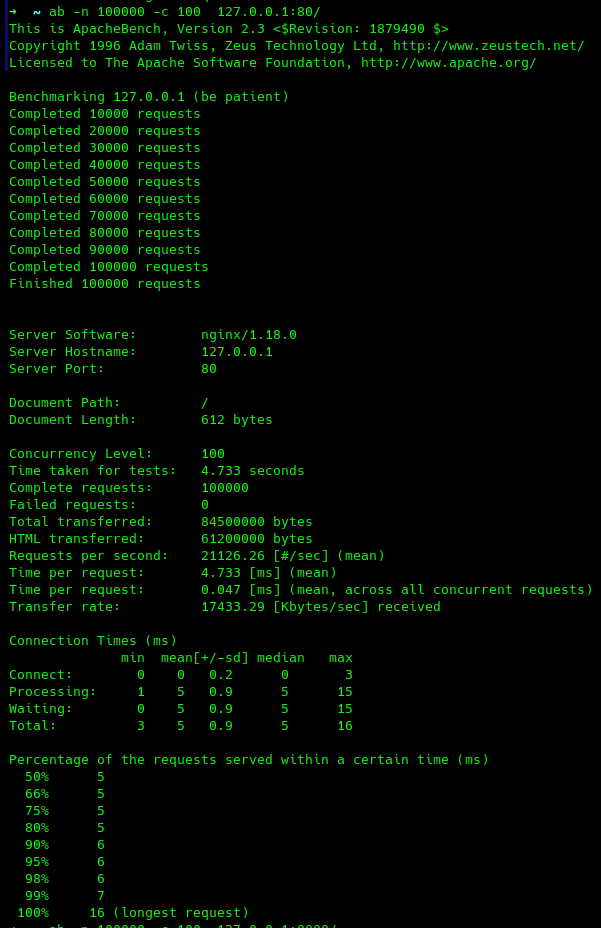 → ~ ab -n 100000 -c 100 127.0.0.1:80/
This is ApacheBench, Version 2.3 <$Revision: 1879490 $>
Copyright 1996 Adam Twiss, Zeus Technology Ltd, http://www.zeustech.net/
Licensed to The Apache Software Foundation, http://www.apache.org/

Benchmarking 127.0.0.1 (be patient)
Completed 10000 requests
Completed 20000 requests
Completed 30000 requests
Completed 40000 requests
Completed 50000 requests
Completed 60000 requests
Completed 70000 requests
Completed 80000 requests
Completed 90000 requests
Completed 100000 requests
Finished 100000 requests


Server Software:        nginx/1.18.0
Server Hostname:        127.0.0.1
Server Port:            80

Document Path:          /
Document Length:        612 bytes

Concurrency Level:      100
Time taken for tests:   4.733 seconds
Complete requests:      100000
Failed requests:        0
Total transferred:      84500000 bytes
HTML transferred:       61200000 bytes
Requests per second:    21126.26 [#/sec] (mean)
Time per request:       4.733 [ms] (mean)
Time per request:       0.047 [ms] (mean, across all concurrent requests)
Transfer rate:          17433.29 [Kbytes/sec] received

Connection Times (ms)
              min  mean[+/-sd] median   max
Connect:        0    0   0.2      0       3
Processing:     1    5   0.9      5      15
Waiting:        0    5   0.9      5      15
Total:          3    5   0.9      5      16

Percentage of the requests served within a certain time (ms)
  50%      5
  66%      5
  75%      5
  80%      5
  90%      6
  95%      6
  98%      6
  99%      7
 100%     16 (longest request)